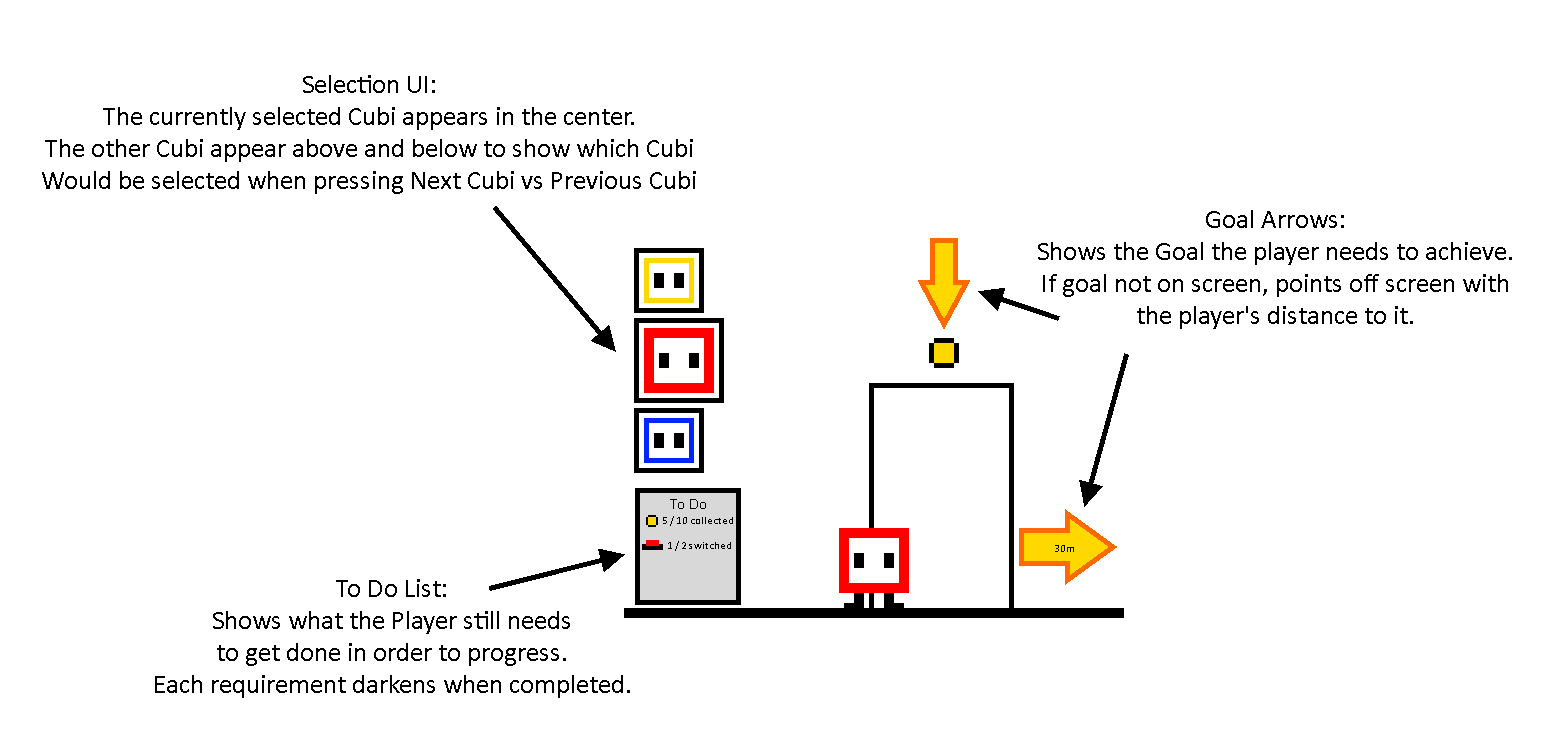 Selection UI:
The currently selected Cubi appears in the center.
The other Cubi appear above and below to show which Cubi
Would be selected when pressing Next Cubi vs Previous Cubi
Goal Arrows:
Shows the Goal the player needs to achieve.
If goal not on screen, points off screen with
the player's distance to it.
To Do
5 / 10 collected
1 / 2 switched
30m
To Do List:
Shows what the Player still needs
to get done in order to progress.
Each requirement darkens when completed.